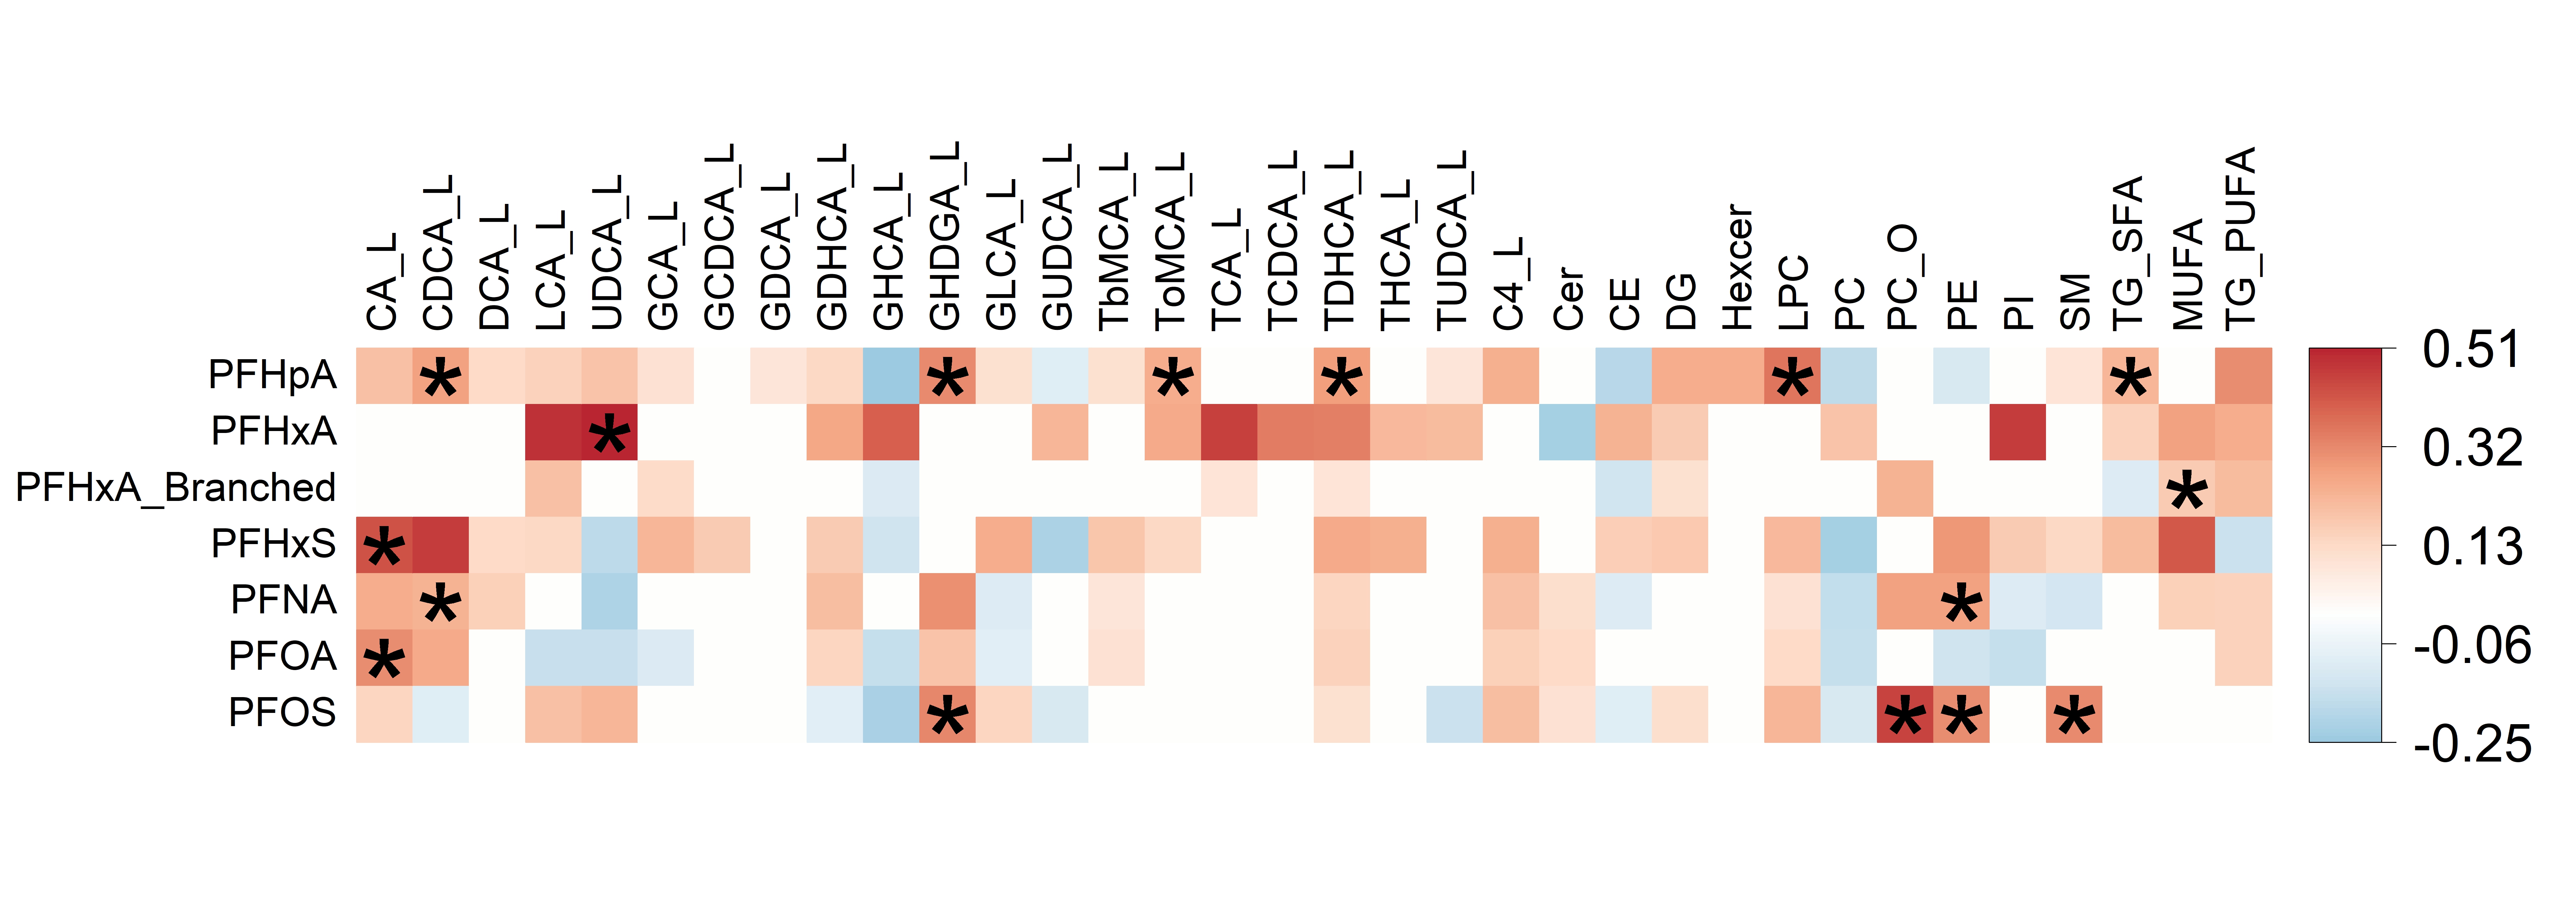 CA_L
CDCA_L
DCA_L
LCA_L
UDCA_L
GCA_L
GCDCA_L
GDCA_L
GDHCA_L
GHCA_L
GHDGA_L
GLCA_L
GUDCA_L
TbMCA_L
ToMCA_L
TCA_L
TCDCA_L
TDHCA_L
THCA_L
TUDCA_L
C4_L
Cer
CE
DG
Hexcer
LPC
PC
PC_O
PE
PI
SM
TG_SFA
MUFA
TG_PUFA
PFHpA * * * * * *
PFHxA *
PFHxA_Branched *
PFHxS *
PFNA * *
PFOA *
PFOS * * * *
0.51
0.32
0.13
-0.06
-0.25